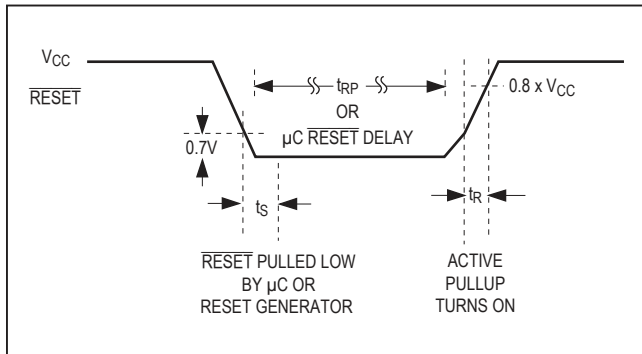 VCC
RESET
tRP
OR
µC RESET DELAY
0.8 x VCC
0.7V
tS
tR
RESET PULLED LOW
BY µC OR
RESET GENERATOR
ACTIVE
PULLUP
TURNS ON